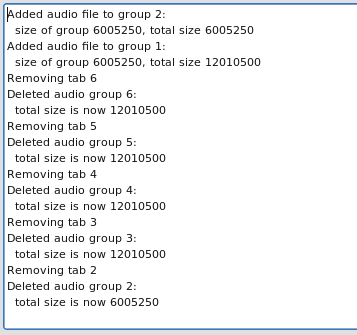 Added audio file to group 2:
size of group 6005250, total size 6005250
Added audio file to group 1:
size of group 6005250, total size 12010500
Removing tab 6
Deleted audio group 6:
total size is now 12010500
Removing tab 5
Deleted audio group 5:
total size is now 12010500
Removing tab 4
Deleted audio group 4:
total size is now 12010500
Removing tab 3
Deleted audio group 3:
total size is now 12010500
Removing tab 2
Deleted audio group 2:
total size is now 6005250